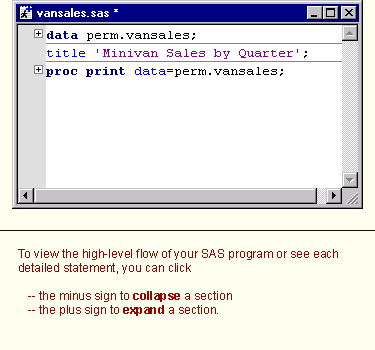 vansales.sas *
data perm.vansales;
title 'Minivan Sales by Quarter';
proc print data=perm.vansales;
To view the high-level flow of your SAS program or see each
detailed statement, you can click
-- the minus sign to collapse a section
-- the plus sign to expand a section.